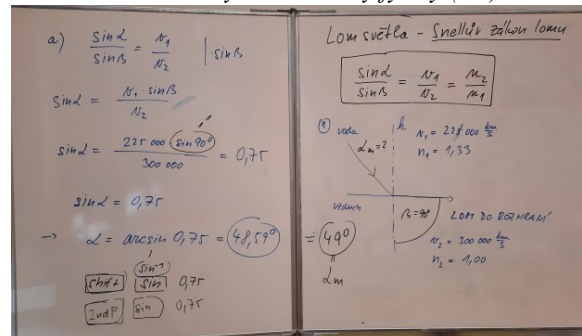 a) sinα / sinβ = v₁ / v₂ | · sinβ
sinα = v₁ · sinβ / v₂
sinα = 225 000 · sin 90° / 300 000 = 0,75
sinα = 0,75
→ α = arcsin 0,75 = 48,59° ≐ 49°
sin⁻¹
shift sin 0,75
2ndF sin 0,75
αm
Lom světla - Snellův zákon lomu
sinα / sinβ = v₁ / v₂ = n₂ / n₁
① voda
k
v₁ = 225 000 km/s
n₁ = 1,33
αm = ?
vzduch
β = 90°
LOM DO ROZHRANÍ
v₂ = 300 000 km/s
n₂ = 1,00